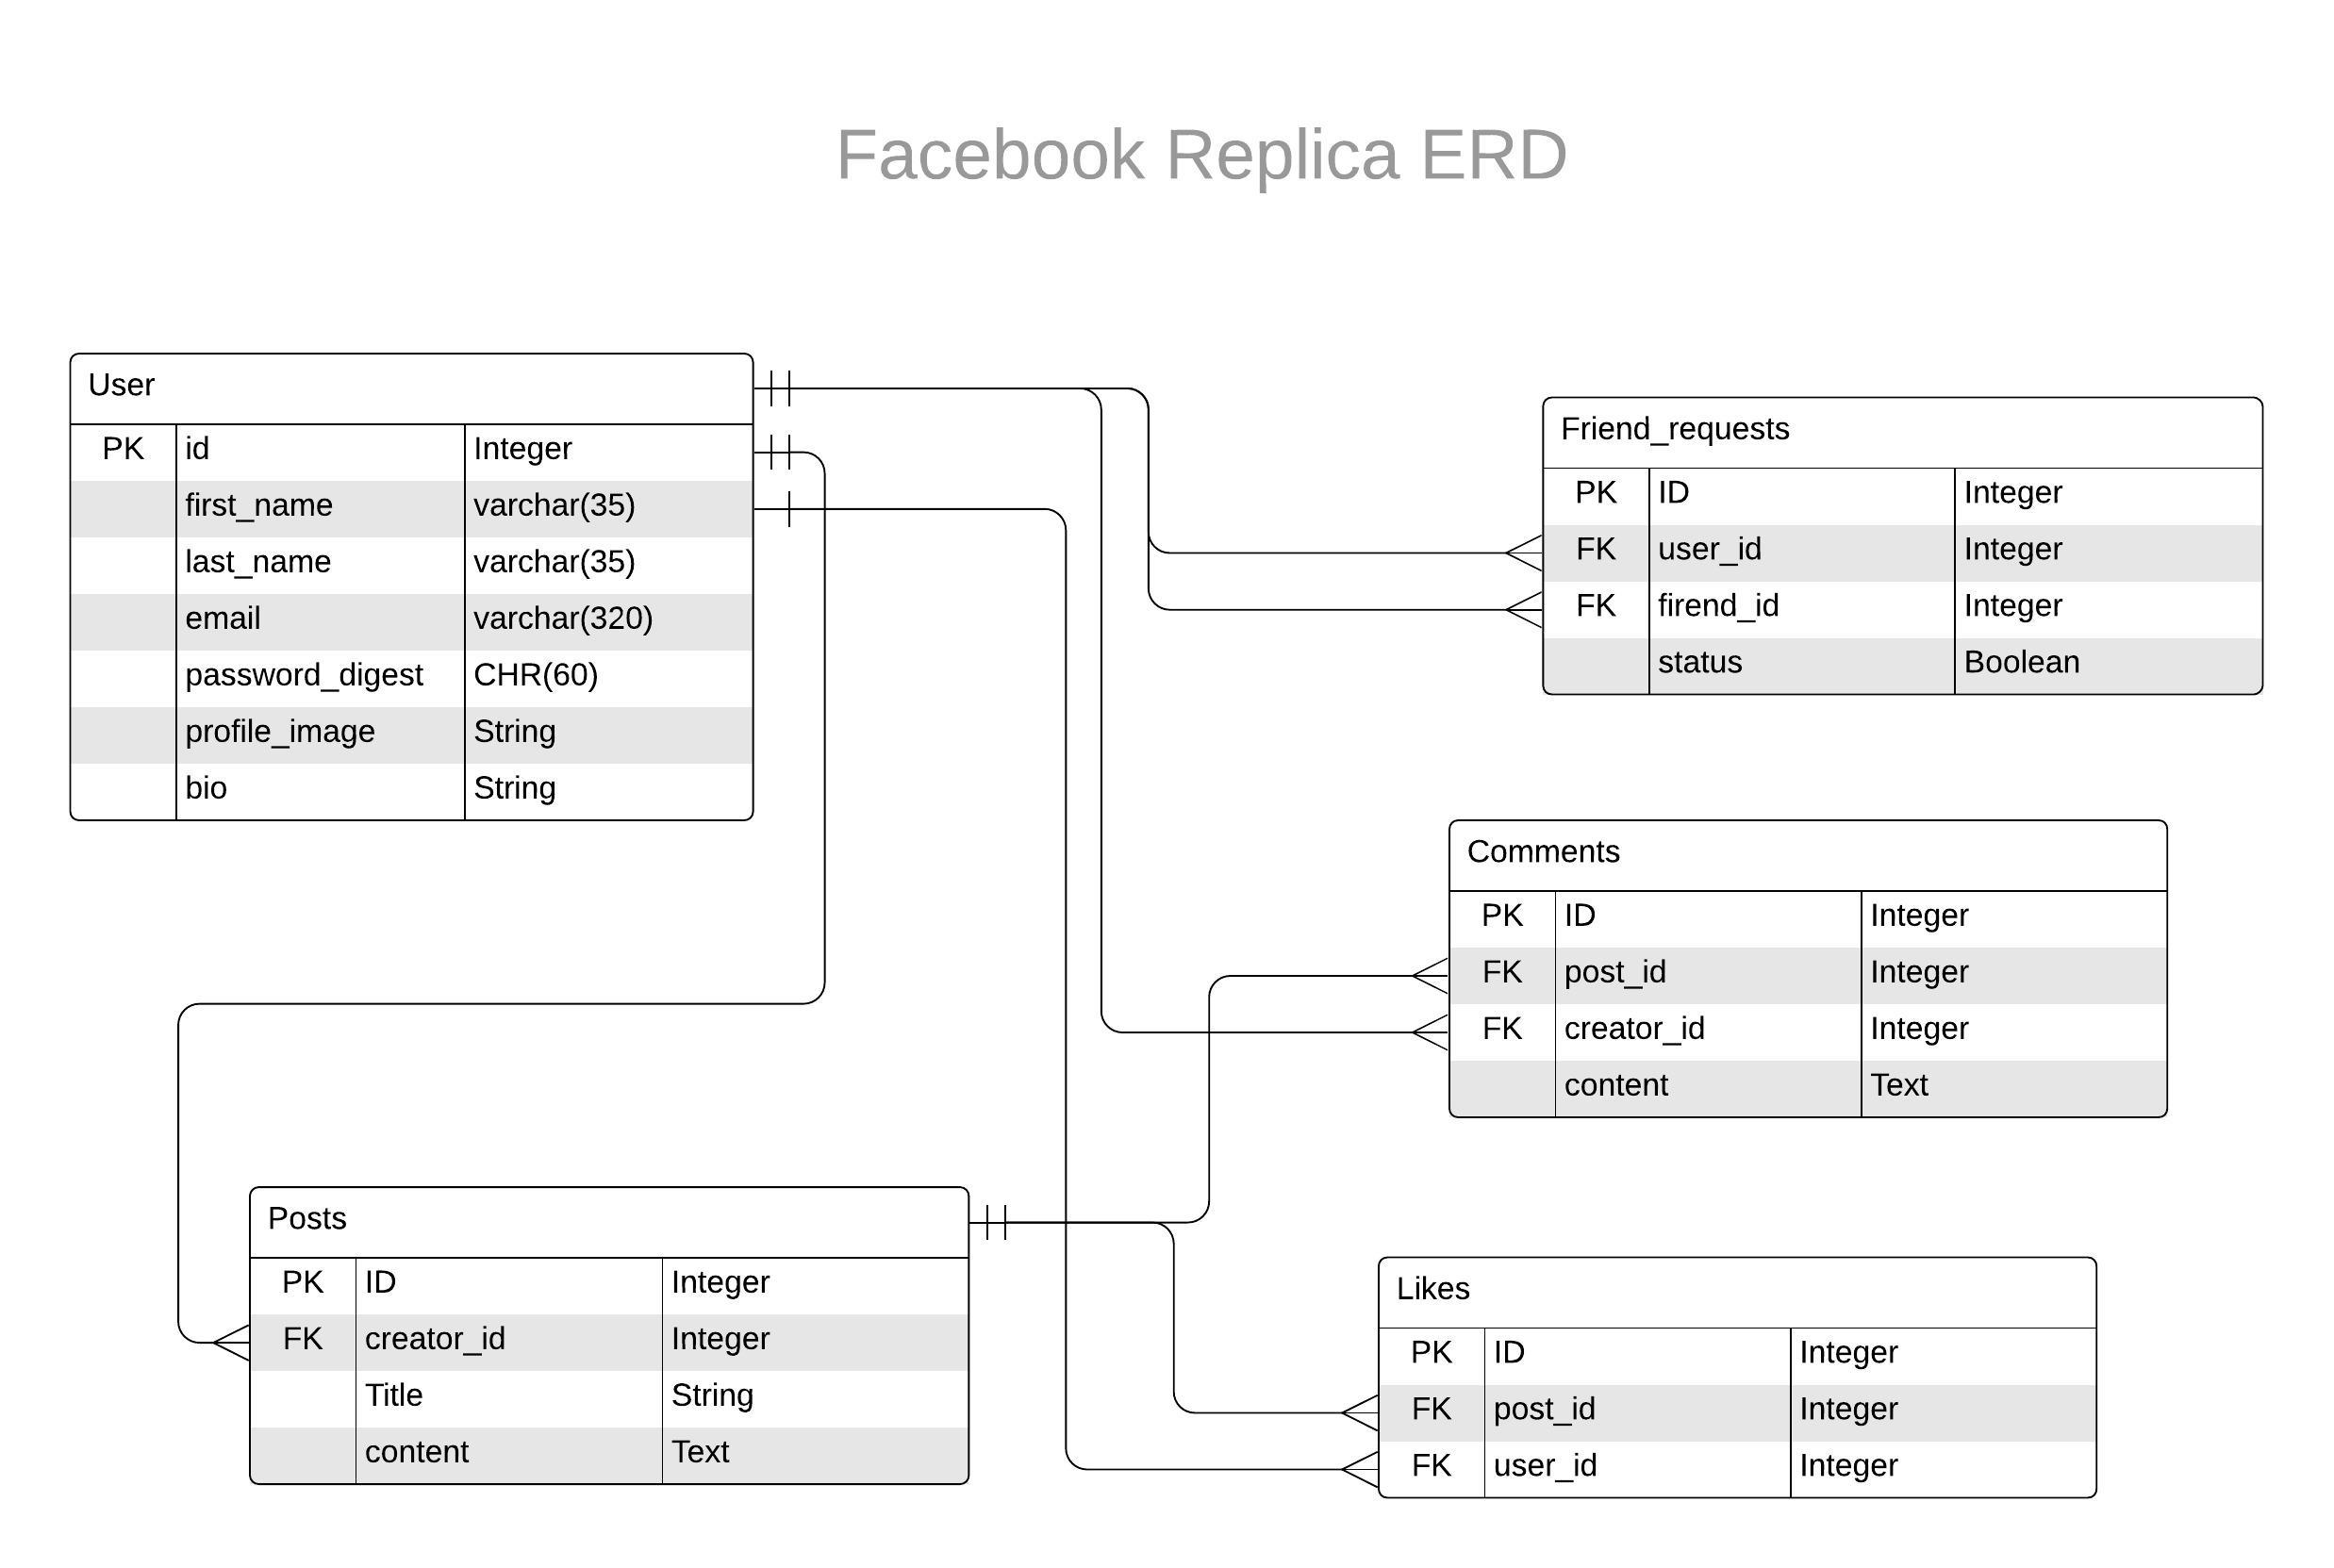 Facebook Replica ERD
User
PK id Integer
first_name varchar(35)
last_name varchar(35)
email varchar(320)
password_digest CHR(60)
profile_image String
bio String
Friend_requests
PK ID Integer
FK user_id Integer
FK firend_id Integer
status Boolean
Comments
PK ID Integer
FK post_id Integer
FK creator_id Integer
content Text
Posts
PK ID Integer
FK creator_id Integer
Title String
content Text
Likes
PK ID Integer
FK post_id Integer
FK user_id Integer